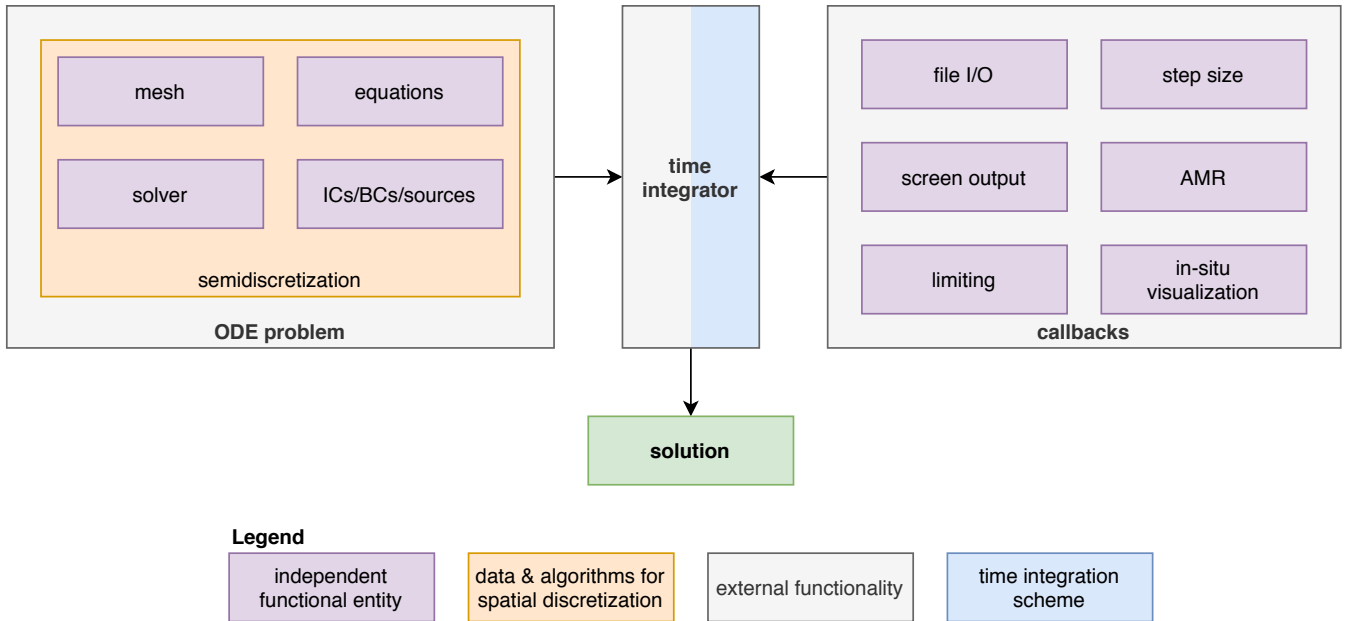 mesh
equations
solver
ICs/BCs/sources
semidiscretization
ODE problem
time
integrator
file I/O
step size
screen output
AMR
limiting
in-situ
visualization
callbacks
solution
Legend
independent
functional entity
data & algorithms for
spatial discretization
external functionality
time integration
scheme